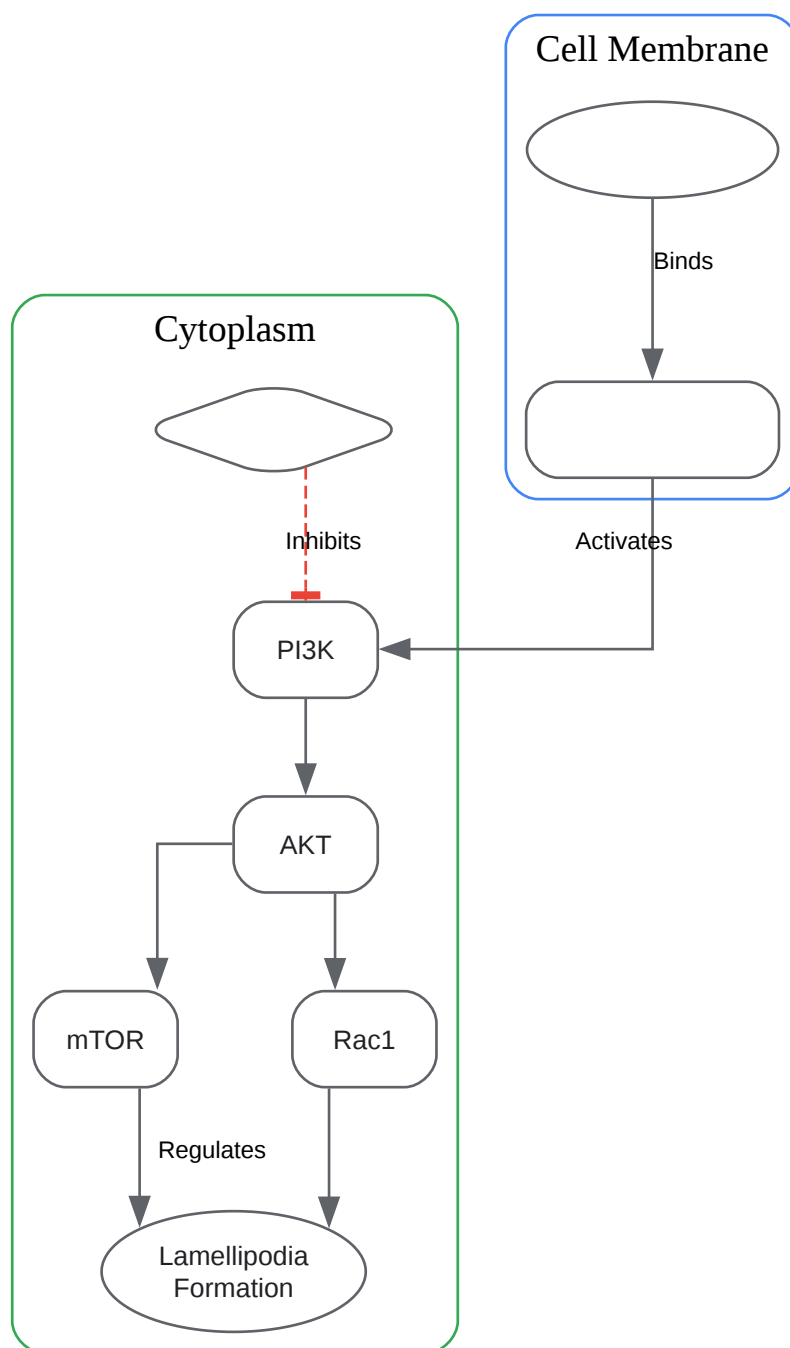 Cell Membrane
Binds
Cytoplasm
Inhibits
Activates
PI3K
AKT
mTOR
Rac1
Regulates
Lamellipodia
Formation